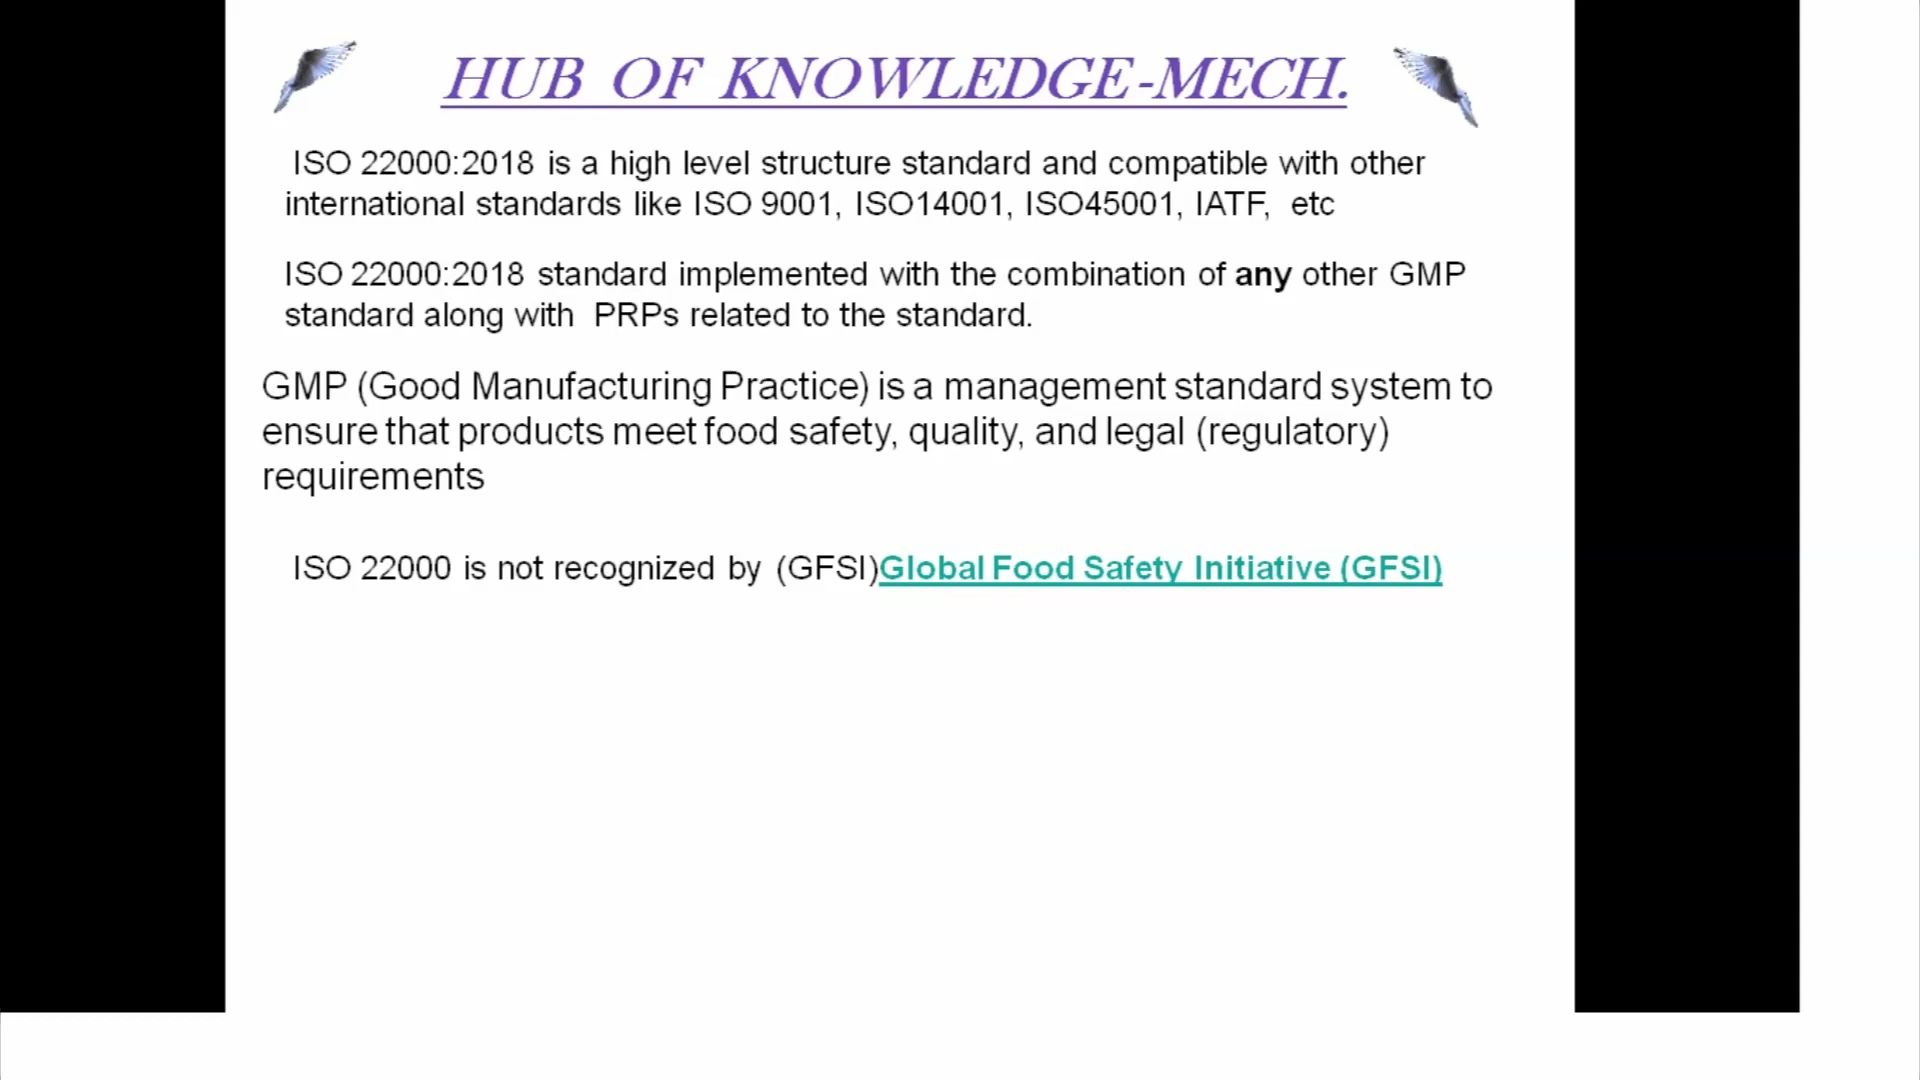 HUB OF KNOWLEDGE-MECH.
ISO 22000:2018 is a high level structure standard and compatible with other
international standards like ISO 9001, ISO14001, ISO45001, IATF, etc
ISO 22000:2018 standard implemented with the combination of any other GMP
standard along with PRPs related to the standard.
GMP (Good Manufacturing Practice) is a management standard system to
ensure that products meet food safety, quality, and legal (regulatory)
requirements
ISO 22000 is not recognized by (GFSI)Global Food Safety Initiative (GFSI)